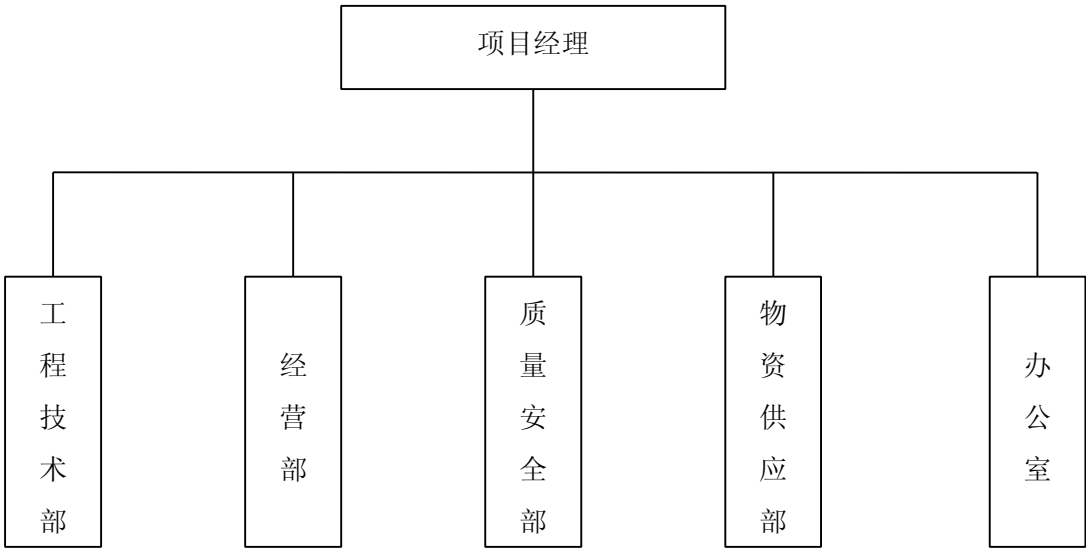 项目经理
工程技术部
经营部
质量安全部
物资供应部
办公室